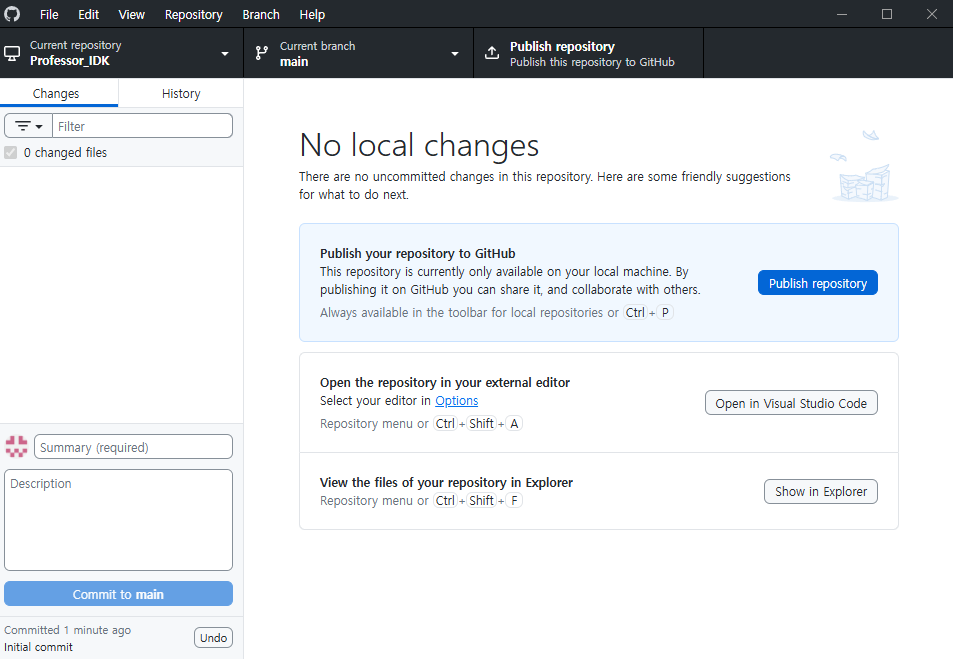 File Edit View Repository Branch Help
Current repository
Professor_IDK
Current branch
main
Publish repository
Publish this repository to GitHub
Changes
History
Filter
0 changed files
No local changes
There are no uncommitted changes in this repository. Here are some friendly suggestions
for what to do next.
Publish your repository to GitHub
This repository is currently only available on your local machine. By
publishing it on GitHub you can share it, and collaborate with others.
Always available in the toolbar for local repositories or Ctrl + P
Publish repository
Open the repository in your external editor
Select your editor in Options
Repository menu or Ctrl + Shift + A
Open in Visual Studio Code
View the files of your repository in Explorer
Repository menu or Ctrl + Shift + F
Show in Explorer
Summary (required)
Description
Commit to main
Committed 1 minute ago
Initial commit
Undo